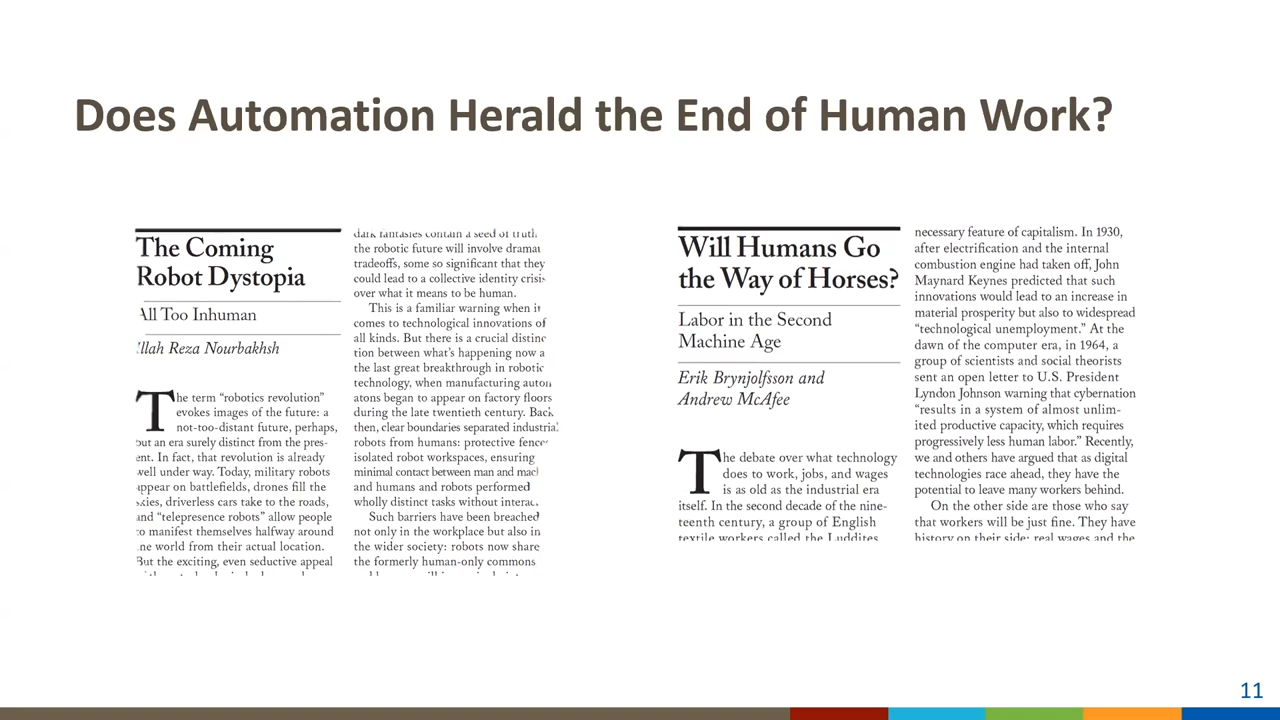 Does Automation Herald the End of Human Work?
The Coming
Robot Dystopia
All Too Inhuman
Illah Reza Nourbakhsh
The term “robotics revolution”
evokes images of the future: a
not-too-distant future, perhaps,
but an era surely distinct from the pres-
ent. In fact, that revolution is already
well under way. Today, military robots
appear on battlefields, drones fill the
skies, driverless cars take to the roads,
and “telepresence robots” allow people
to manifest themselves halfway around
the world from their actual location.
But the exciting, even seductive appeal
dark fantasies contain a seed of truth
the robotic future will involve dramat
tradeoffs, some so significant that they
could lead to a collective identity crisis
over what it means to be human.
This is a familiar warning when it
comes to technological innovations of
all kinds. But there is a crucial distinc
tion between what’s happening now a
the last great breakthrough in robotic
technology, when manufacturing autom
atons began to appear on factory floors
during the late twentieth century. Back
then, clear boundaries separated industrial
robots from humans: protective fences
isolated robot workspaces, ensuring
minimal contact between man and mach
and humans and robots performed
wholly distinct tasks without interac
Such barriers have been breached
not only in the workplace but also in
the wider society: robots now share
the formerly human-only commons
Will Humans Go
the Way of Horses?
Labor in the Second
Machine Age
Erik Brynjolfsson and
Andrew McAfee
The debate over what technology
does to work, jobs, and wages
is as old as the industrial era
itself. In the second decade of the nine-
teenth century, a group of English
textile workers called the Luddites
necessary feature of capitalism. In 1930,
after electrification and the internal
combustion engine had taken off, John
Maynard Keynes predicted that such
innovations would lead to an increase in
material prosperity but also to widespread
“technological unemployment.” At the
dawn of the computer era, in 1964, a
group of scientists and social theorists
sent an open letter to U.S. President
Lyndon Johnson warning that cybernation
“results in a system of almost unlim-
ited productive capacity, which requires
progressively less human labor.” Recently,
we and others have argued that as digital
technologies race ahead, they have the
potential to leave many workers behind.
On the other side are those who say
that workers will be just fine. They have
history on their side: real wages and the
11